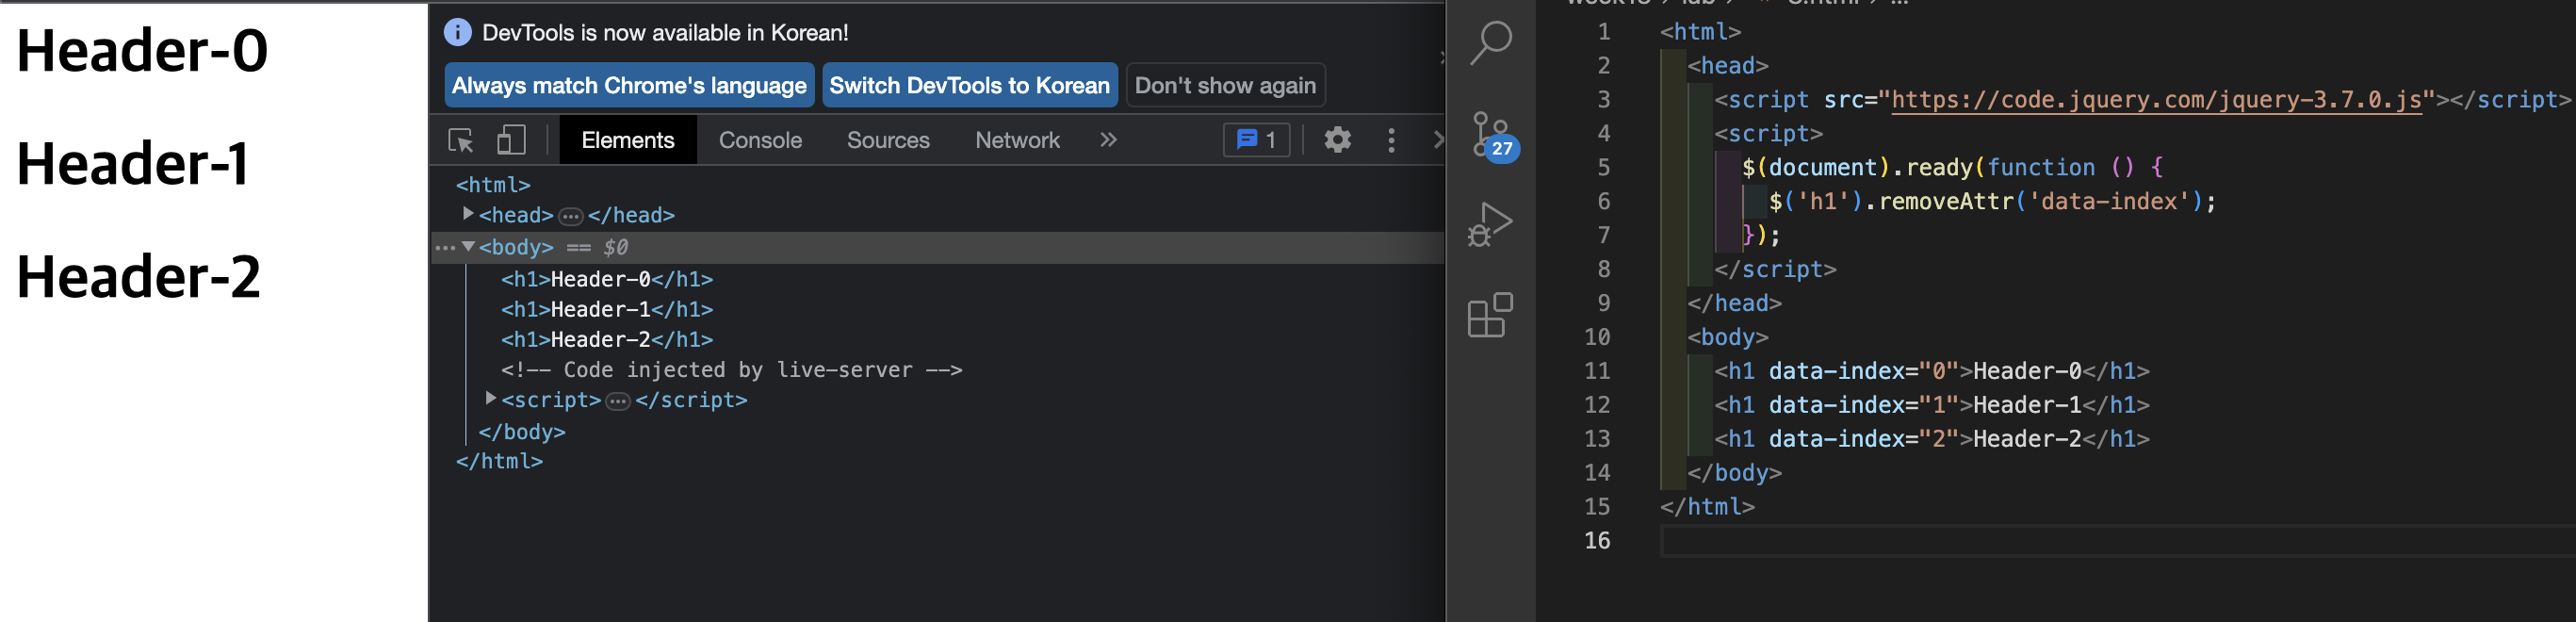 Header-0
Header-1
Header-2
DevTools is now available in Korean!
Always match Chrome's language Switch DevTools to Korean Don't show again
Elements Console Sources Network 1
<html>
<head> </head>
<body> == $0
<h1>Header-0</h1>
<h1>Header-1</h1>
<h1>Header-2</h1>
<!-- Code injected by live-server -->
<script> </script>
</body>
</html>
27
1 <html>
2 <head>
3 <script src="https://code.jquery.com/jquery-3.7.0.js"></script>
4 <script>
5 $(document).ready(function () {
6 $('h1').removeAttr('data-index');
7 });
8 </script>
9 </head>
10 <body>
11 <h1 data-index="0">Header-0</h1>
12 <h1 data-index="1">Header-1</h1>
13 <h1 data-index="2">Header-2</h1>
14 </body>
15 </html>
16